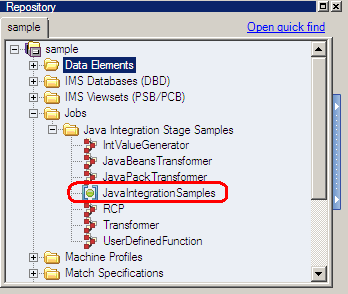 Repository
sample
Open quick find
sample
Data Elements
IMS Databases (DBD)
IMS Viewsets (PSB/PCB)
Jobs
Java Integration Stage Samples
IntValueGenerator
JavaBeansTransformer
JavaPackTransformer
JavaIntegrationSamples
RCP
Transformer
UserDefinedFunction
Machine Profiles
Match Specifications